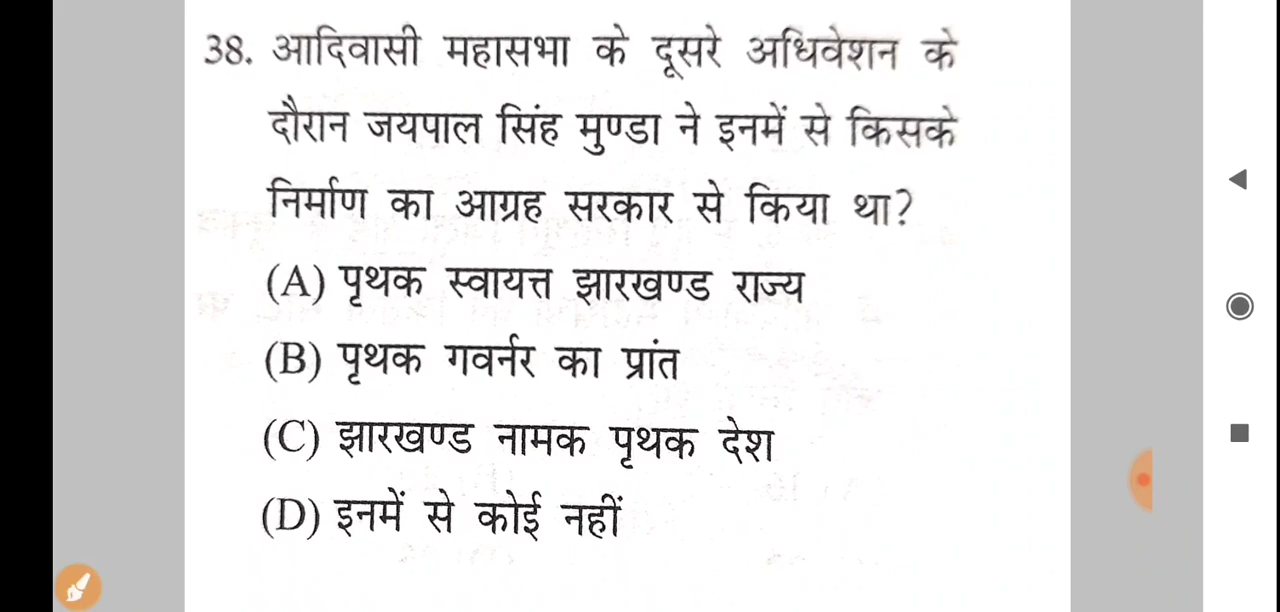 38. आदिवासी महासभा के दूसरे अधिवेशन के
दौरान जयपाल सिंह मुण्डा ने इनमें से किसके
निर्माण का आग्रह सरकार से किया था?
(A) पृथक स्वायत्त झारखण्ड राज्य
(B) पृथक गवर्नर का प्रांत
(C) झारखण्ड नामक पृथक देश
(D) इनमें से कोई नहीं